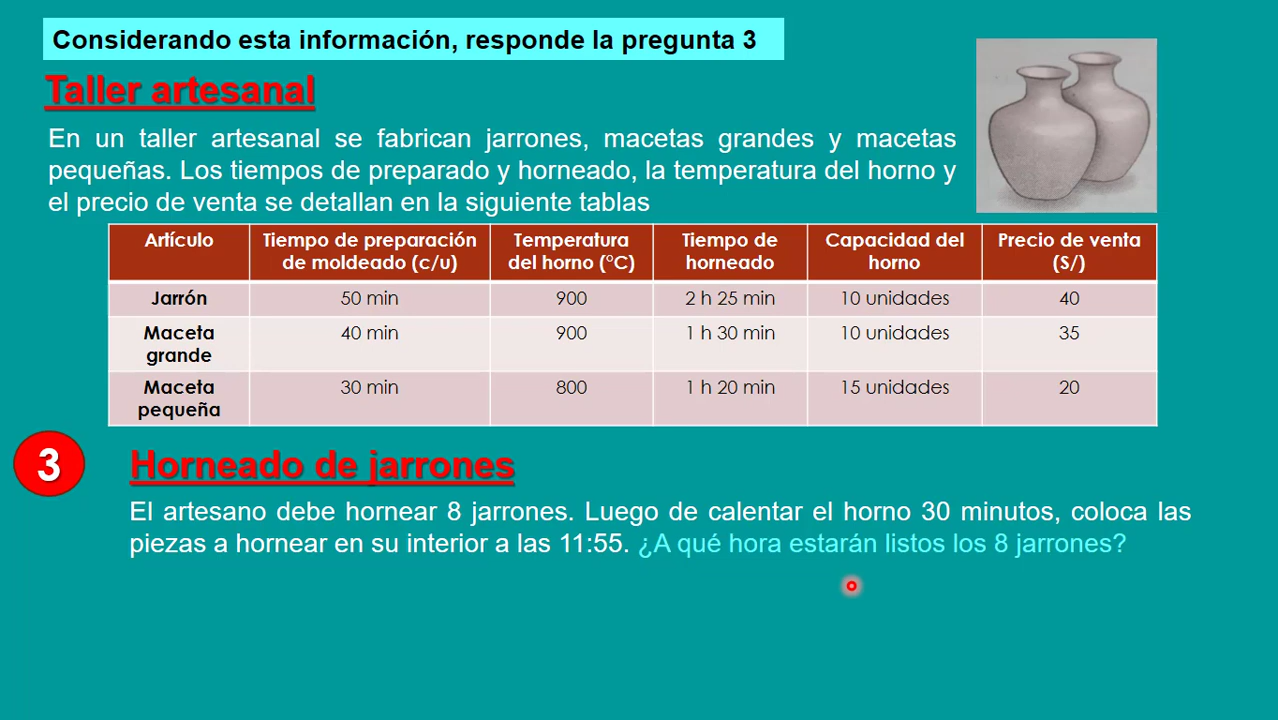 Considerando esta información, responde la pregunta 3
Taller artesanal
En un taller artesanal se fabrican jarrones, macetas grandes y macetas
pequeñas. Los tiempos de preparado y horneado, la temperatura del horno y
el precio de venta se detallan en la siguiente tablas
Artículo Tiempo de preparación de moldeado (c/u) Temperatura del horno (°C) Tiempo de horneado Capacidad del horno Precio de venta (S/)
Jarrón 50 min 900 2 h 25 min 10 unidades 40
Maceta grande 40 min 900 1 h 30 min 10 unidades 35
Maceta pequeña 30 min 800 1 h 20 min 15 unidades 20
3 Horneado de jarrones
El artesano debe hornear 8 jarrones. Luego de calentar el horno 30 minutos, coloca las
piezas a hornear en su interior a las 11:55. ¿A qué hora estarán listos los 8 jarrones?